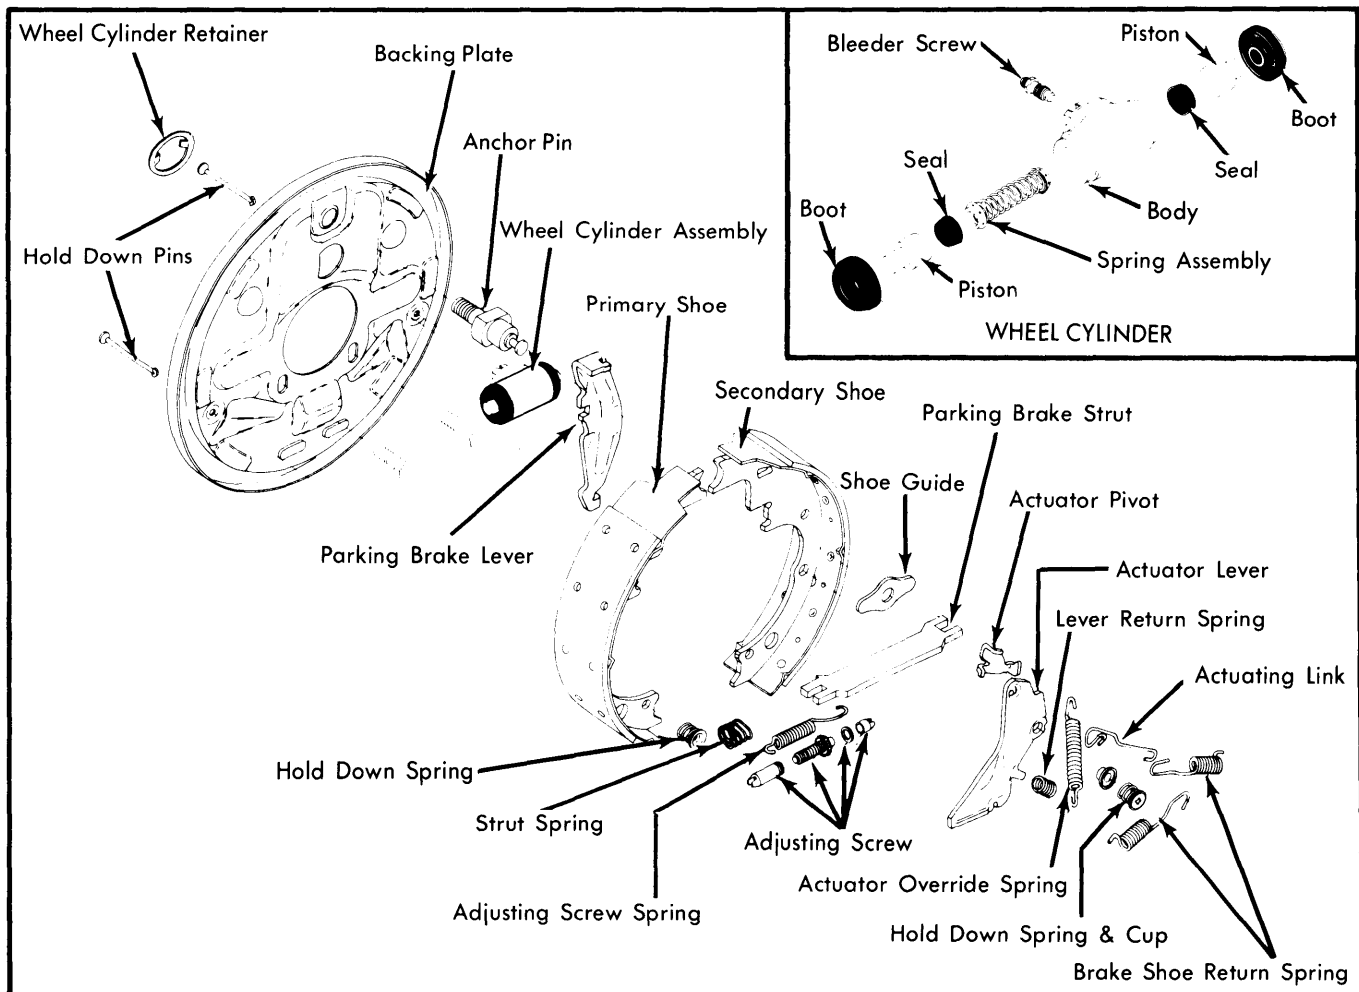 Wheel Cylinder Retainer
Backing Plate
Anchor Pin
Hold Down Pins
Wheel Cylinder Assembly
Primary Shoe
Bleeder Screw
Piston
Boot
Seal
Seal
Body
Boot
Spring Assembly
Piston
WHEEL CYLINDER
Secondary Shoe
Parking Brake Strut
Shoe Guide
Actuator Pivot
Parking Brake Lever
Actuator Lever
Lever Return Spring
Actuating Link
Hold Down Spring
Strut Spring
Adjusting Screw
Actuator Override Spring
Adjusting Screw Spring
Hold Down Spring & Cup
Brake Shoe Return Spring